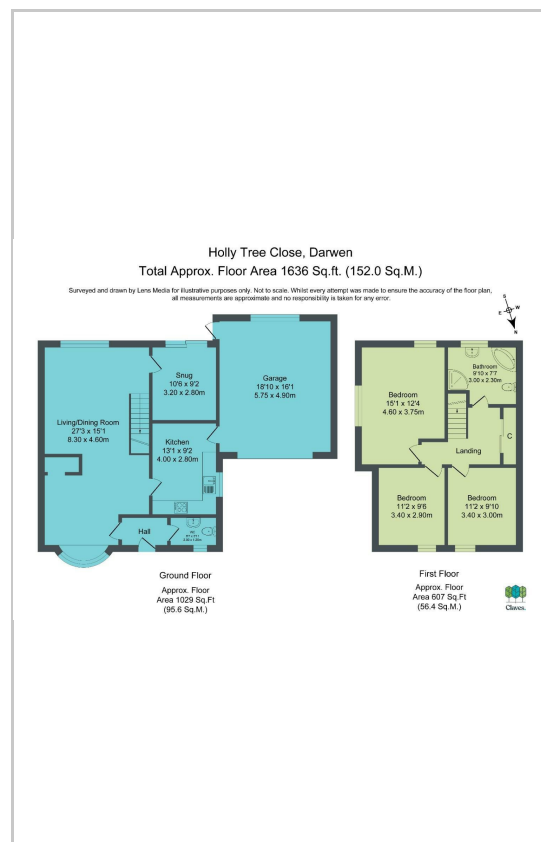 Holly Tree Close, Darwen
Total Approx. Floor Area 1636 Sq.ft. (152.0 Sq.M.)
Surveyed and drawn by Lens Media for illustrative purposes only. Not to scale. Whilst every attempt was made to ensure the accuracy of the floor plan,
all measurements are approximate and no responsibility is taken for any error.
S
E
W
N
Snug
10'6 x 9'2
3.20 x 2.80m
Garage
18'10 x 16'1
5.75 x 4.90m
Living/Dining Room
27'3 x 15'1
8.30 x 4.60m
Kitchen
13'1 x 9'2
4.00 x 2.80m
Hall
Bathroom
9'10 x 7'7
3.00 x 2.30m
Bedroom
15'1 x 12'4
4.60 x 3.75m
Landing
C
Bedroom
11'2 x 9'6
3.40 x 2.90m
Bedroom
11'2 x 9'10
3.40 x 3.00m
Ground Floor
Approx. Floor
Area 1029 Sq.Ft
(95.6 Sq.M.)
First Floor
Approx. Floor
Area 607 Sq.Ft
(56.4 Sq.M.)
Claves.